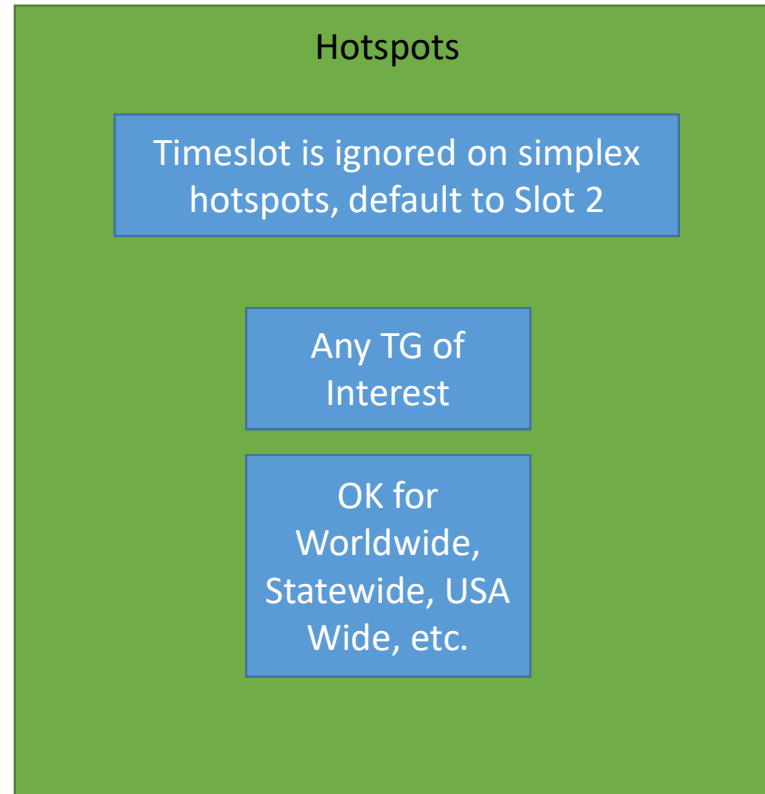 Hotspots
Timeslot is ignored on simplex
hotspots, default to Slot 2
Any TG of
Interest
OK for
Worldwide,
Statewide, USA
Wide, etc.